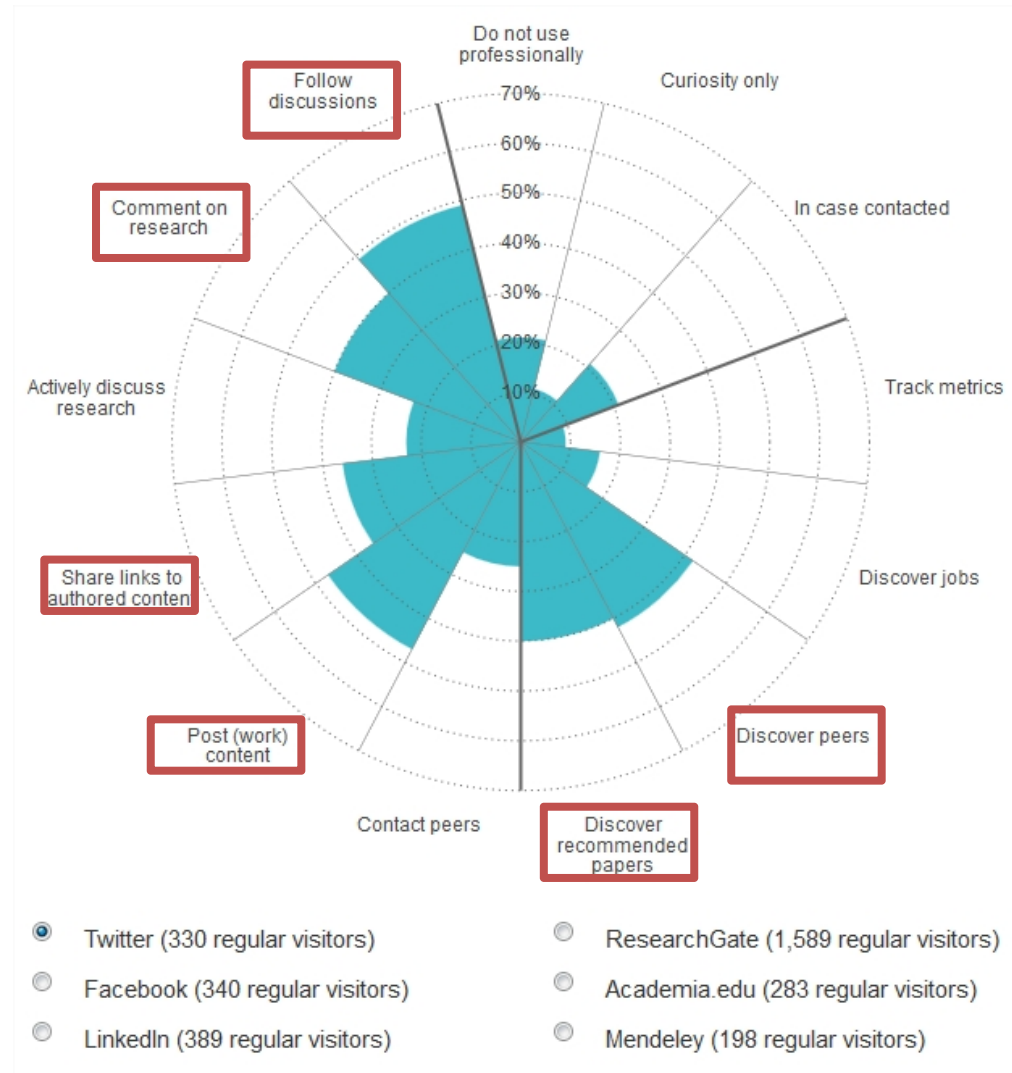 Do not use
professionally
Curiosity only
In case contacted
Track metrics
Discover jobs
Discover peers
Discover
recommended
papers
Contact peers
Post (work)
content
Share links to
authored conten
Actively discuss
research
Comment on
research
Follow
discussions
70%
60%
50%
40%
30%
20%
10%
Twitter (330 regular visitors)
Facebook (340 regular visitors)
LinkedIn (389 regular visitors)
ResearchGate (1,589 regular visitors)
Academia.edu (283 regular visitors)
Mendeley (198 regular visitors)